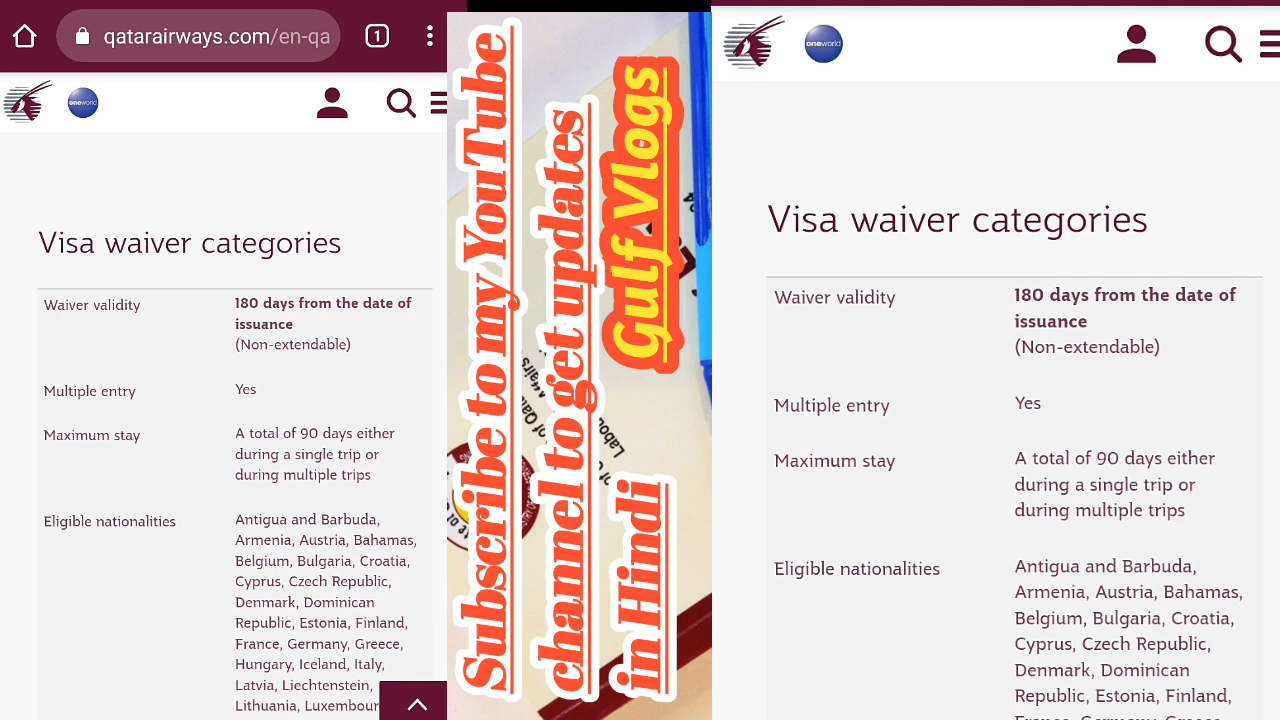 qatarairways.com/en-qa
1
oneworld
Visa waiver categories
Waiver validity
180 days from the date of
issuance
(Non-extendable)
Multiple entry
Yes
Maximum stay
A total of 90 days either
during a single trip or
during multiple trips
Eligible nationalities
Antigua and Barbuda,
Armenia, Austria, Bahamas,
Belgium, Bulgaria, Croatia,
Cyprus, Czech Republic,
Denmark, Dominican
Republic, Estonia, Finland,
France, Germany, Greece,
Hungary, Iceland, Italy,
Latvia, Liechtenstein,
Lithuania, Luxembour
Subscribe to my YouTube
channel to get updates
in Hindi
Gulf Vlogs
oneworld
Visa waiver categories
Waiver validity
180 days from the date of
issuance
(Non-extendable)
Multiple entry
Yes
Maximum stay
A total of 90 days either
during a single trip or
during multiple trips
Eligible nationalities
Antigua and Barbuda,
Armenia, Austria, Bahamas,
Belgium, Bulgaria, Croatia,
Cyprus, Czech Republic,
Denmark, Dominican
Republic, Estonia, Finland,
France, Germany, Greece